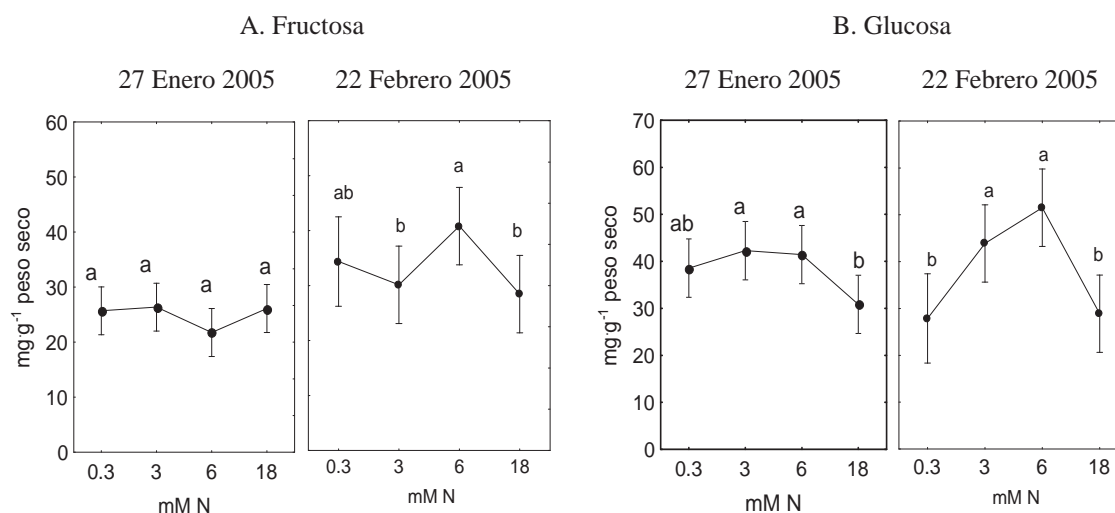 A. Fructosa
27 Enero 2005
22 Febrero 2005
60
50
40
30
20
10
0
mg·g⁻¹ peso seco
a
a
a
a
0.3
3
6
18
mM N
ab
b
a
b
0.3
3
6
18
mM N
B. Glucosa
27 Enero 2005
22 Febrero 2005
70
60
50
40
30
20
10
0
mg·g⁻¹ peso seco
ab
a
a
b
0.3
3
6
18
mM N
b
a
a
b
0.3
3
6
18
mM N